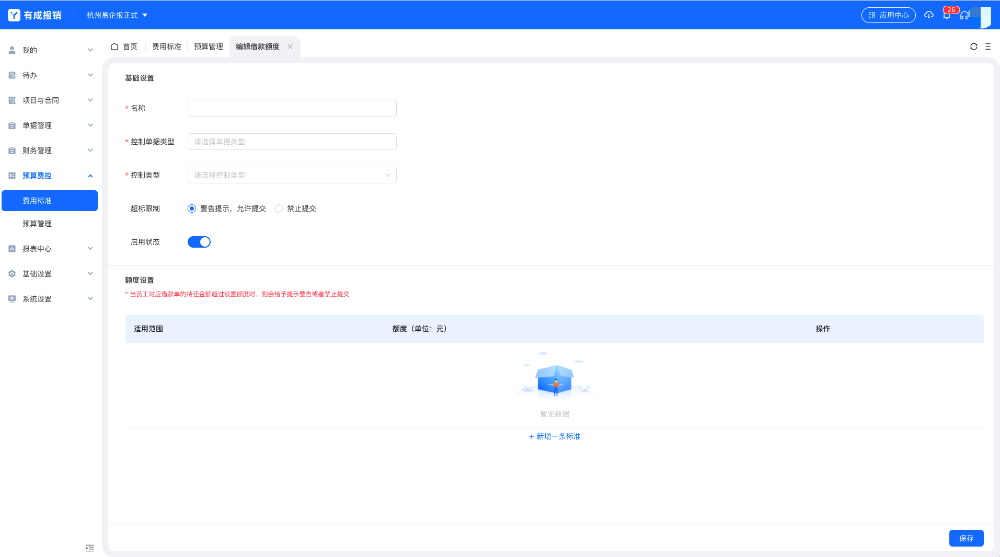 有成报销
杭州易企报正式
应用中心
26
我的
待办
项目与合同
单据管理
财务管理
预算费控
费用标准
预算管理
报表中心
基础设置
系统设置
首页
费用标准
预算管理
编辑借款额度
基础设置
* 名称
* 控制单据类型
请选择单据类型
* 控制类型
请选择控制类型
超标限制
警告提示，允许提交
禁止提交
启用状态
额度设置
* 当员工对应借款单的待还金额超过设置额度时，则会给予提示警告或者禁止提交
适用范围
额度（单位：元）
操作
暂无数据
+ 新增一条标准
保存